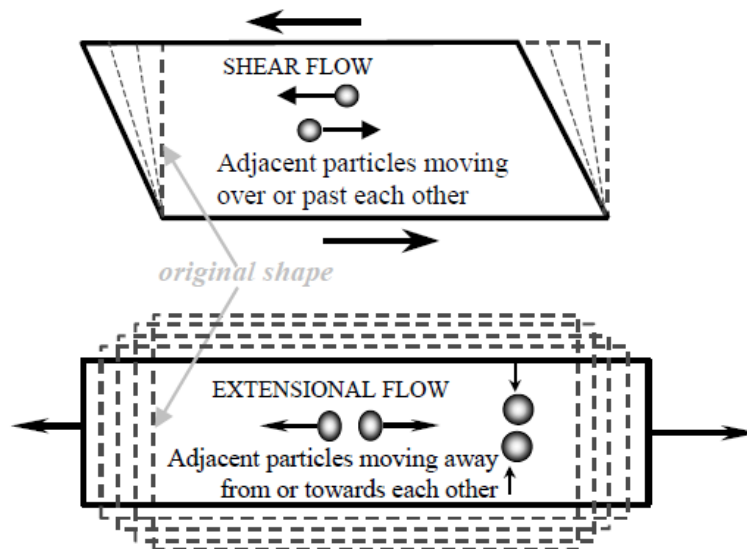 SHEAR FLOW
Adjacent particles moving
over or past each other
original shape
EXTENSIONAL FLOW
Adjacent particles moving away
from or towards each other